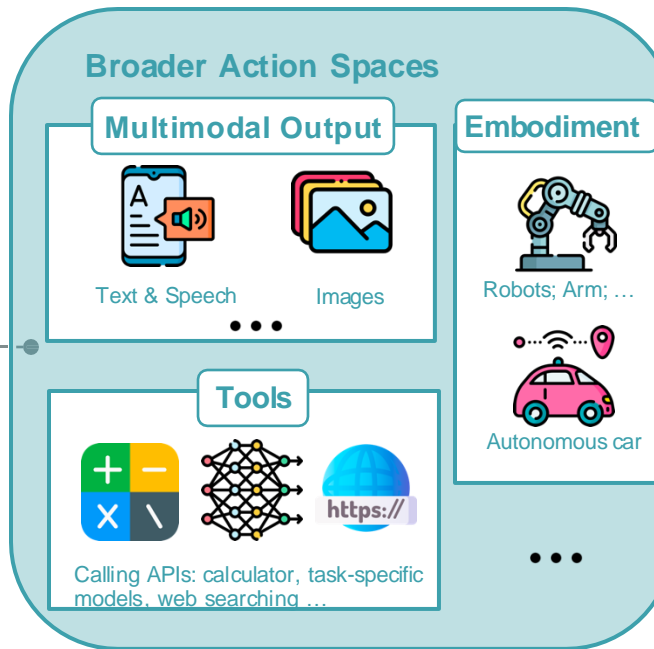 Broader Action Spaces
Multimodal Output
A
Text & Speech
Images
...
Embodiment
Robots; Arm; ...
Autonomous car
...
Tools
+ −
x \
https://
Calling APIs: calculator, task-specific
models, web searching ...